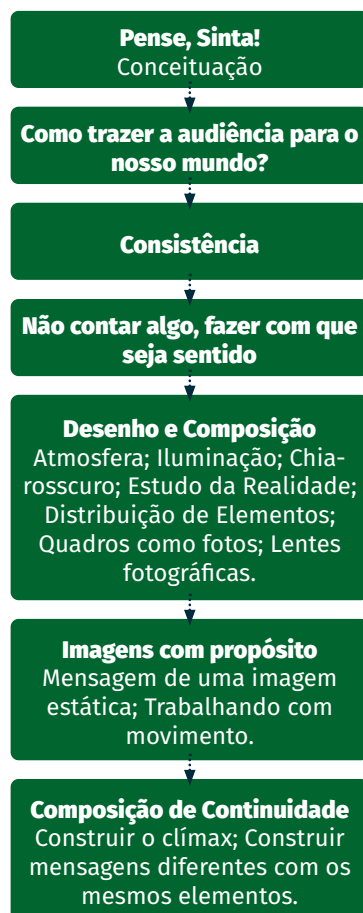 Pense, Sinta!
Conceituação
Como trazer a audiência para o
nosso mundo?
Consistência
Não contar algo, fazer com que
seja sentido
Desenho e Composição
Atmosfera; Iluminação; Chia-
rosscuro; Estudo da Realidade;
Distribuição de Elementos;
Quadros como fotos; Lentes
fotográficas.
Imagens com propósito
Mensagem de uma imagem
estática; Trabalhando com
movimento.
Composição de Continuidade
Construir o clímax; Construir
mensagens diferentes com os
mesmos elementos.